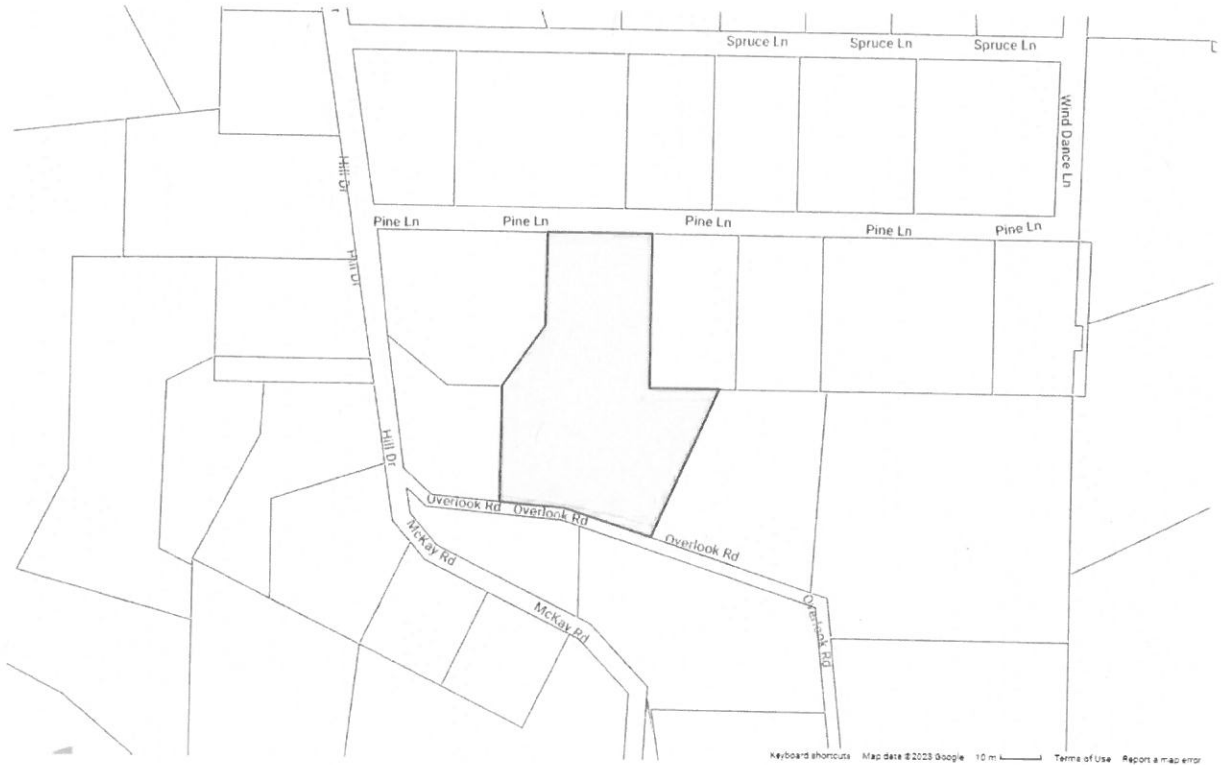 Spruce Ln Spruce Ln Spruce Ln
Wind Dance Ln
Hill Dr
Pine Ln Pine Ln Pine Ln Pine Ln Pine Ln
Hill Dr
Hill Dr
Overlook Rd Overlook Rd
McKay Rd
Overlook Rd
McKay Rd
Overlook Rd
Keyboard shortcuts Map data ©2023 Google 10 m Terms of Use Report a map error